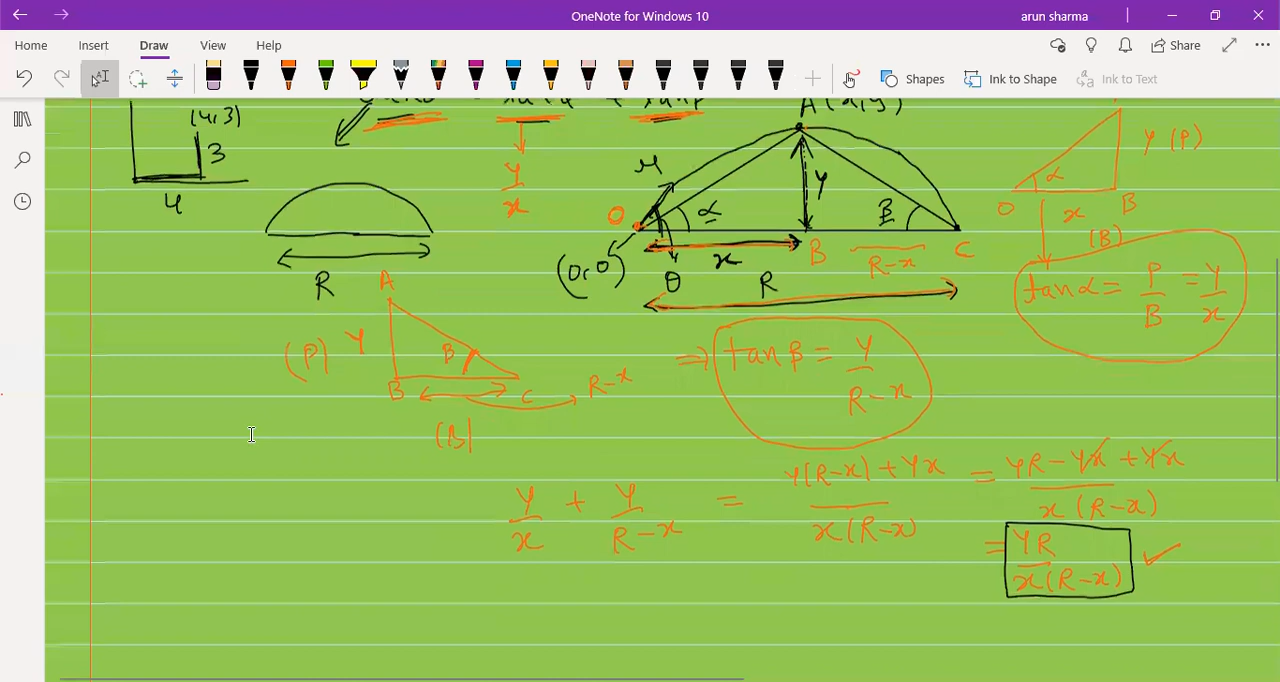 OneNote for Windows 10
arun sharma
Home Insert Draw View Help
Share
Shapes
Ink to Shape
Ink to Text
(4,3)
3
4
y
x
R
A(x,y)
u
O
α
y
β
(0,0)
θ
x
B
R-x
C
R
y (P)
α
O x B
(B)
tanα = P/B = y/x
A
(P) y
β
B C
R-x
(B)
⇒ tanβ = y/R-x
y/x + y/R-x = y(R-x)+yx/x(R-x) = yR-yx+yx/x(R-x)
= yR/x(R-x) ✓